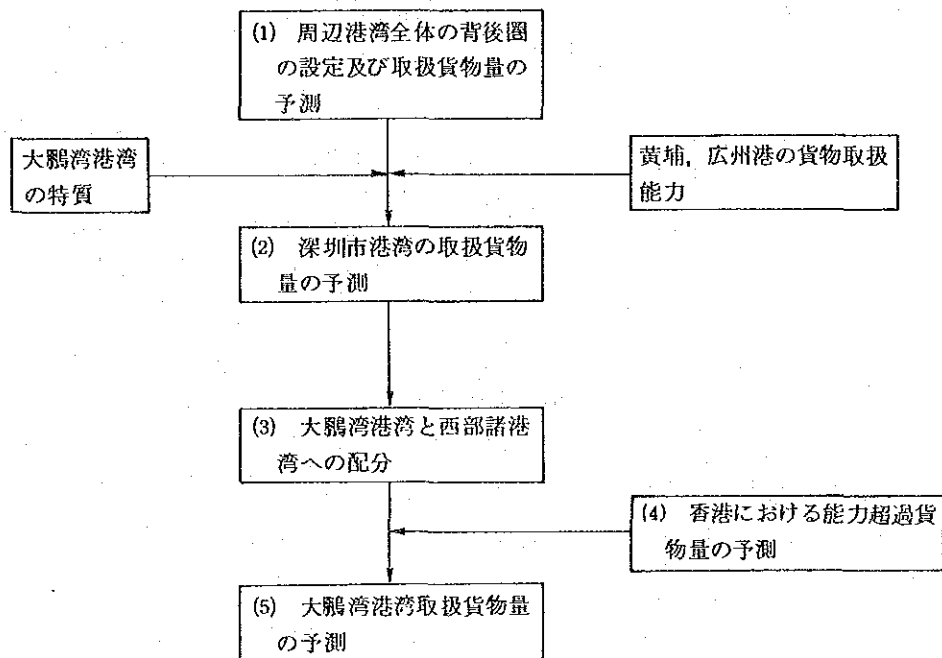 (1) 周辺港湾全体の背後圏
の設定及び取扱貨物量の
予測
大鵬湾港湾
の特質
黄埔,広州港の貨物取扱
能力
(2) 深圳市港湾の取扱貨物
量の予測
(3) 大鵬湾港湾と西部諸港
湾への配分
(4) 香港における能力超過貨
物量の予測
(5) 大鵬湾港湾取扱貨物量
の予測